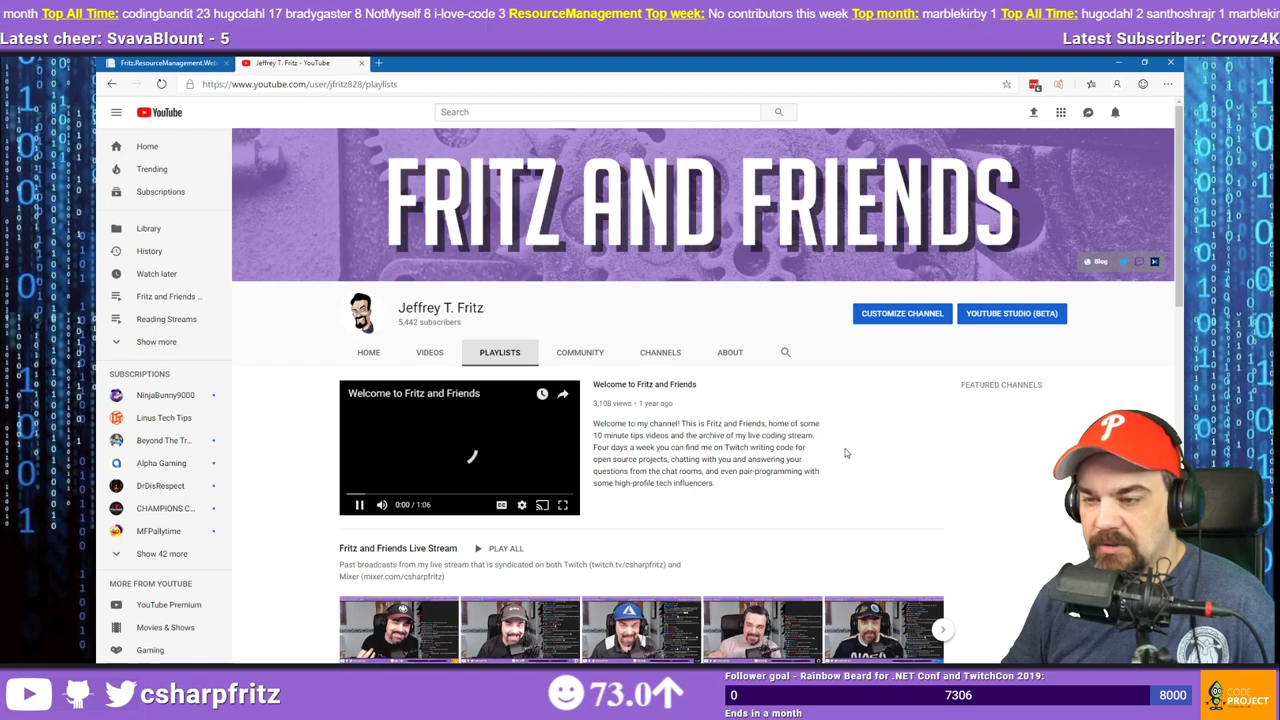 month Top All Time: codingbandit 23 hugodahl 17 bradygaster 8 NotMyself 8 i-love-code 3 ResourceManagement Top week: No contributors this week Top month: marblekirby 1 Top All Time: hugodahl 2 santhoshrajr 1 marblekir
Latest cheer: SvavaBlount - 5
Latest Subscriber: Crowz4K
Fritz.ResourceManagement.Web
Jeffrey T. Fritz - YouTube
https://www.youtube.com/user/jfritz828/playlists
YouTube
Search
Home
Trending
Subscriptions
Library
History
Watch later
Fritz and Friends ...
Reading Streams
Show more
SUBSCRIPTIONS
NinjaBunny9000
Linus Tech Tips
Beyond The Tr...
Alpha Gaming
DrDisRespect
CHAMPIONS C...
MFPallytime
Show 42 more
MORE FROM YOUTUBE
YouTube Premium
Movies & Shows
Gaming
FRITZ AND FRIENDS
Blog
Jeffrey T. Fritz
5,442 subscribers
CUSTOMIZE CHANNEL
YOUTUBE STUDIO (BETA)
HOME
VIDEOS
PLAYLISTS
COMMUNITY
CHANNELS
ABOUT
Welcome to Fritz and Friends
0:00 / 1:06
Welcome to Fritz and Friends
3,108 views • 1 year ago
Welcome to my channel! This is Fritz and Friends, home of some
10 minute tips videos and the archive of my live coding stream.
Four days a week you can find me on Twitch writing code for
open source projects, chatting with you and answering your
questions from the chat rooms, and even pair-programming with
some high-profile tech influencers.
FEATURED CHANNELS
Fritz and Friends Live Stream
PLAY ALL
Past broadcasts from my live stream that is syndicated on both Twitch (twitch.tv/csharpfritz) and
Mixer (mixer.com/csharpfritz)
P
csharpfritz
73.0
Follower goal - Rainbow Beard for .NET Conf and TwitchCon 2019:
0
7306
8000
Ends in a month
CODE
PROJECT